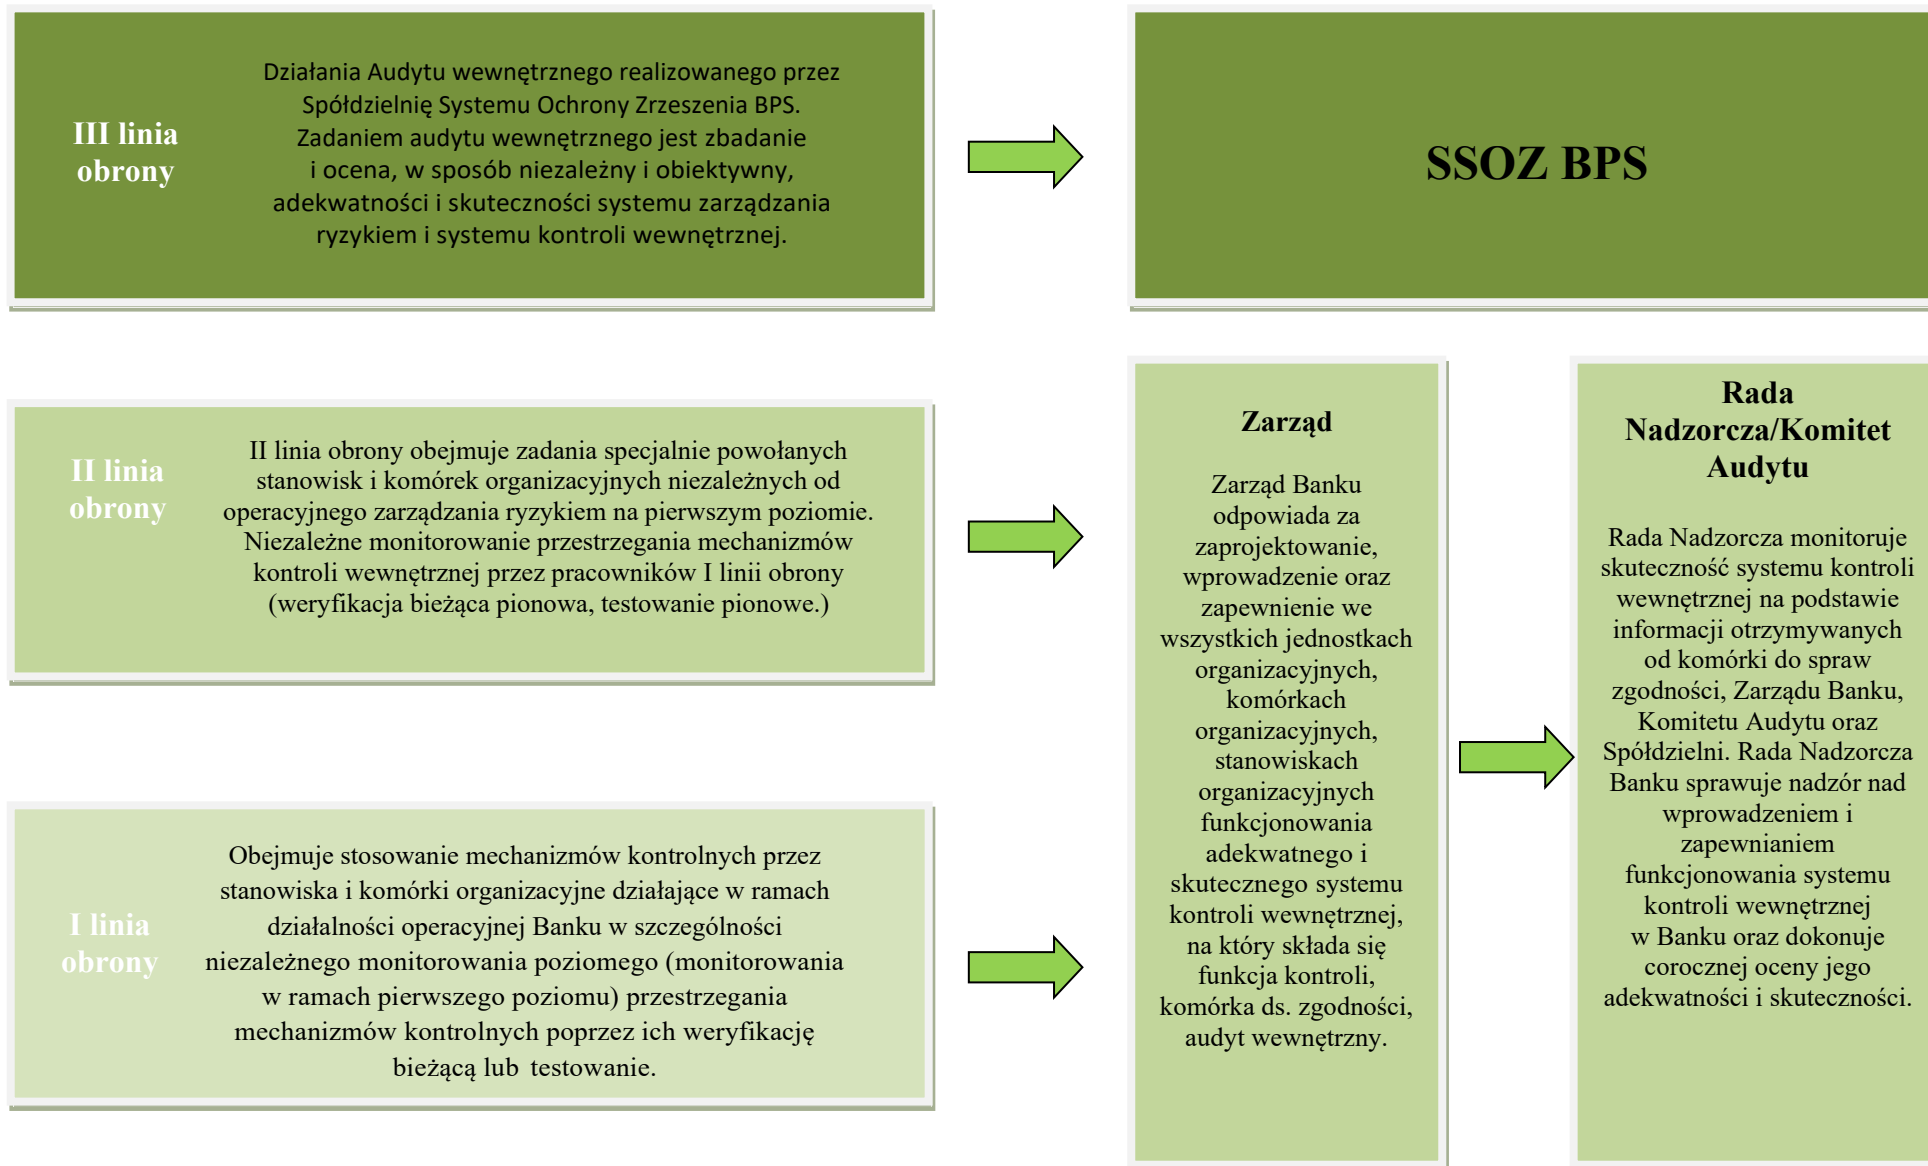 III linia
obrony
Działania Audytu wewnętrznego realizowanego przez
Spółdzielnię Systemu Ochrony Zrzeszenia BPS.
Zadaniem audytu wewnętrznego jest zbadanie
i ocena, w sposób niezależny i obiektywny,
adekwatności i skuteczności systemu zarządzania
ryzykiem i systemu kontroli wewnętrznej.
SSOZ BPS
II linia
obrony
II linia obrony obejmuje zadania specjalnie powołanych
stanowisk i komórek organizacyjnych niezależnych od
operacyjnego zarządzania ryzykiem na pierwszym poziomie.
Niezależne monitorowanie przestrzegania mechanizmów
kontroli wewnętrznej przez pracowników I linii obrony
(weryfikacja bieżąca pionowa, testowanie pionowe.)
I linia
obrony
Obejmuje stosowanie mechanizmów kontrolnych przez
stanowiska i komórki organizacyjne działające w ramach
działalności operacyjnej Banku w szczególności
niezależnego monitorowania poziomego (monitorowania
w ramach pierwszego poziomu) przestrzegania
mechanizmów kontrolnych poprzez ich weryfikację
bieżącą lub testowanie.
Zarząd
Zarząd Banku
odpowiada za
zaprojektowanie,
wprowadzenie oraz
zapewnienie we
wszystkich jednostkach
organizacyjnych,
komórkach
organizacyjnych,
stanowiskach
organizacyjnych
funkcjonowania
adekwatnego i
skutecznego systemu
kontroli wewnętrznej,
na który składa się
funkcja kontroli,
komórka ds. zgodności,
audyt wewnętrzny.
Rada
Nadzorcza/Komitet
Audytu
Rada Nadzorcza monitoruje
skuteczność systemu kontroli
wewnętrznej na podstawie
informacji otrzymywanych
od komórki do spraw
zgodności, Zarządu Banku,
Komitetu Audytu oraz
Spółdzielni. Rada Nadzorcza
Banku sprawuje nadzór nad
wprowadzeniem i
zapewnianiem
funkcjonowania systemu
kontroli wewnętrznej
w Banku oraz dokonuje
corocznej oceny jego
adekwatności i skuteczności.